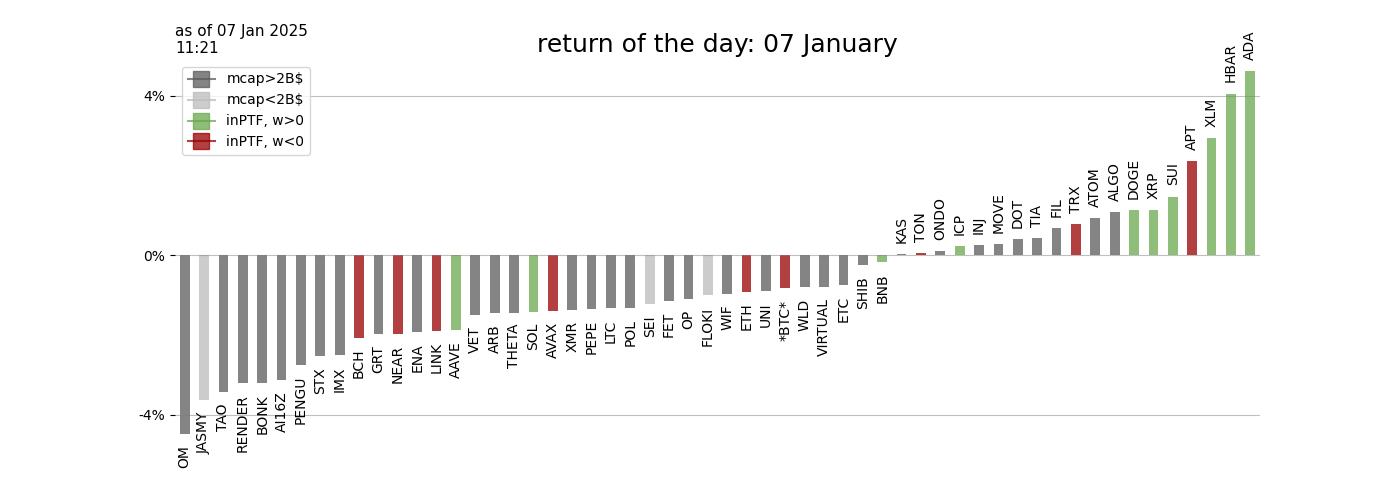 as of 07 Jan 2025
11:21
return of the day: 07 January
mcap>2B$
mcap<2B$
inPTF, w>0
inPTF, w<0
4%
0%
-4%
OM
JASMY
TAO
RENDER
BONK
AI16Z
PENGU
STX
IMX
BCH
GRT
NEAR
ENA
LINK
AAVE
VET
ARB
THETA
SOL
AVAX
XMR
PEPE
LTC
POL
SEI
FET
OP
FLOKI
WIF
ETH
UNI
*BTC*
WLD
VIRTUAL
ETC
SHIB
BNB
KAS
TON
ONDO
ICP
INJ
MOVE
DOT
TIA
FIL
TRX
ATOM
ALGO
DOGE
XRP
SUI
APT
XLM
HBAR
ADA